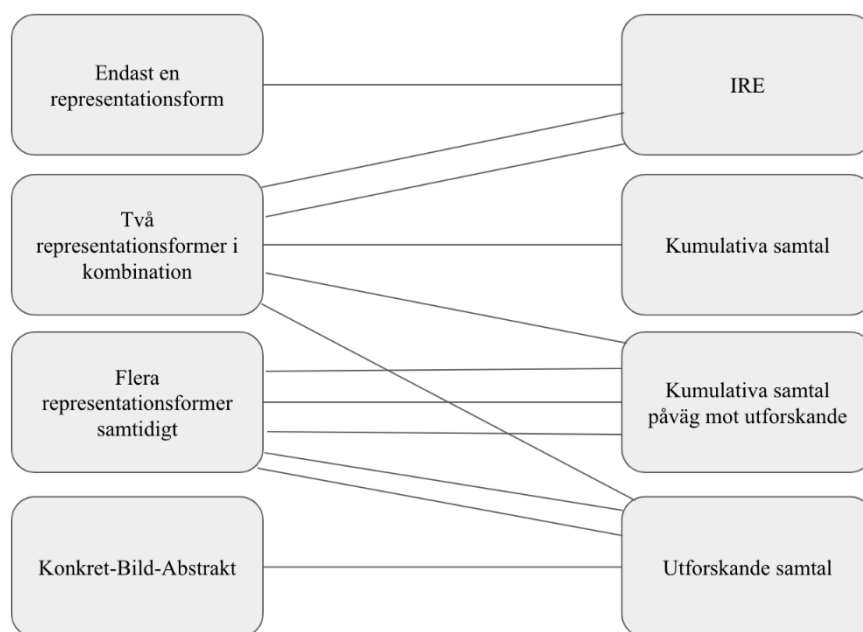 Endast en
representationsform
IRE
Två
representationsformer i
kombination
Kumulativa samtal
Flera
representationsformer
samtidigt
Kumulativa samtal
påväg mot utforskande
Konkret-Bild-Abstrakt
Utforskande samtal